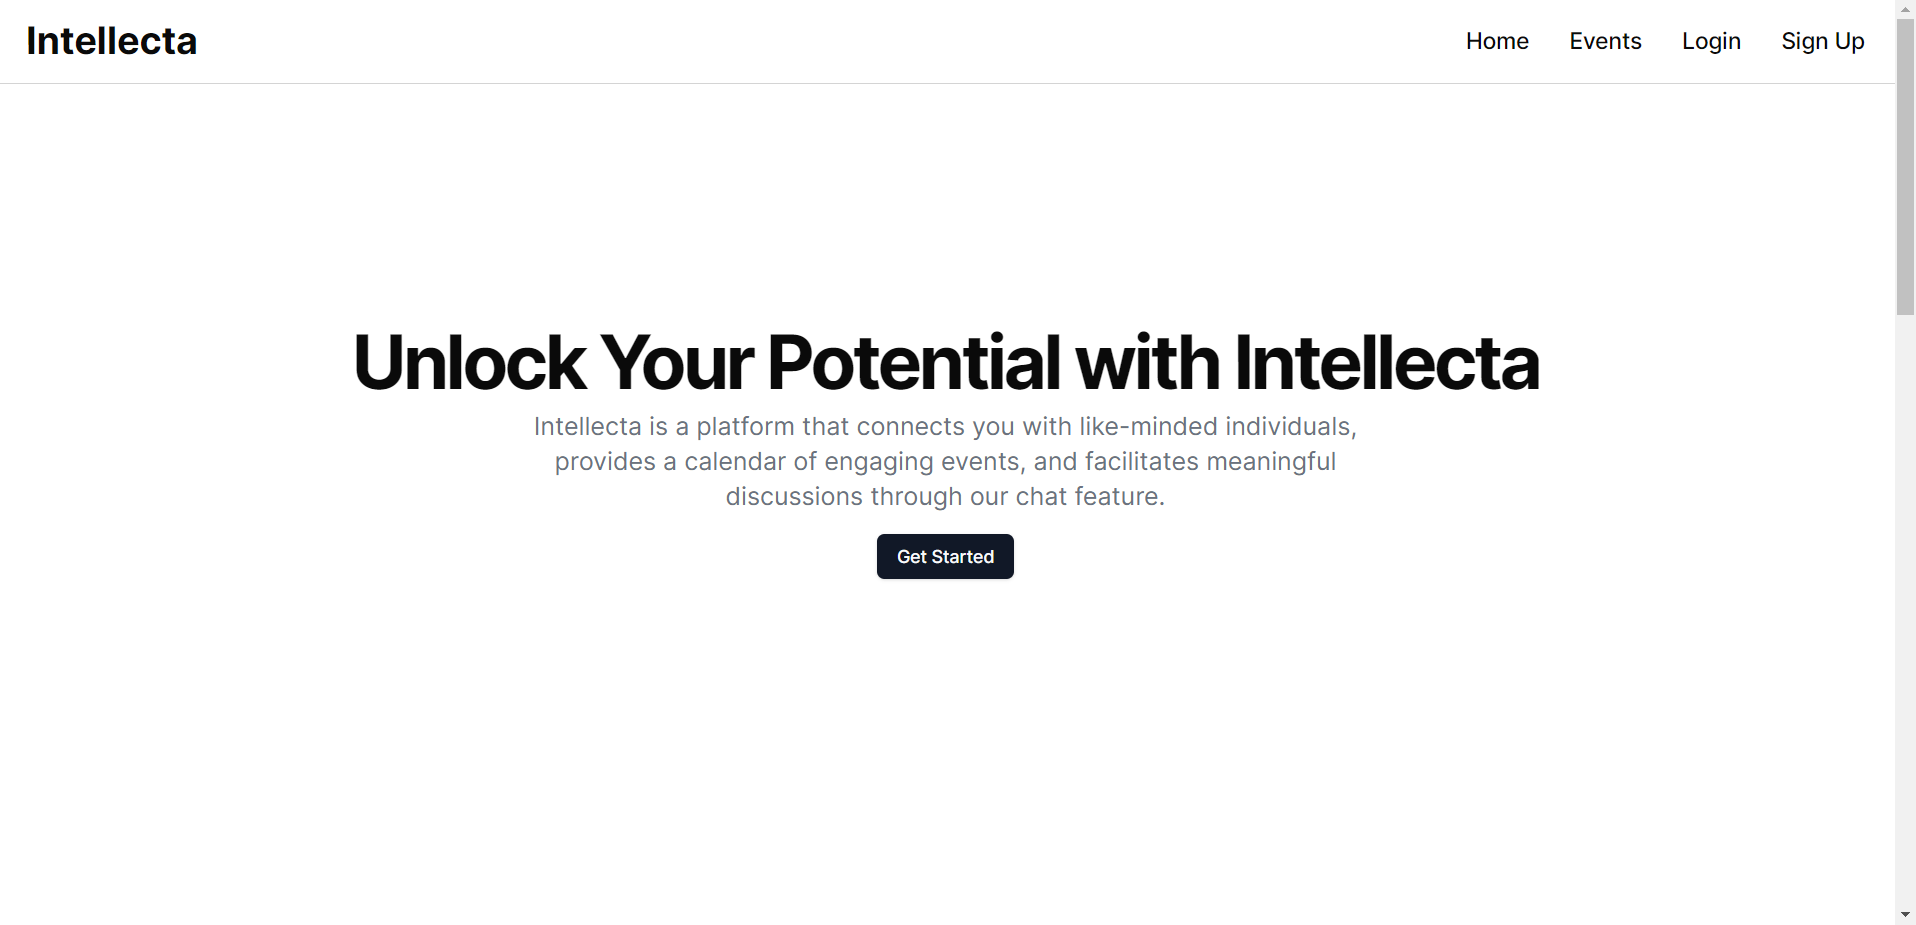 Intellecta
Home Events Login Sign Up
Unlock Your Potential with Intellecta
Intellecta is a platform that connects you with like-minded individuals,
provides a calendar of engaging events, and facilitates meaningful
discussions through our chat feature.
Get Started